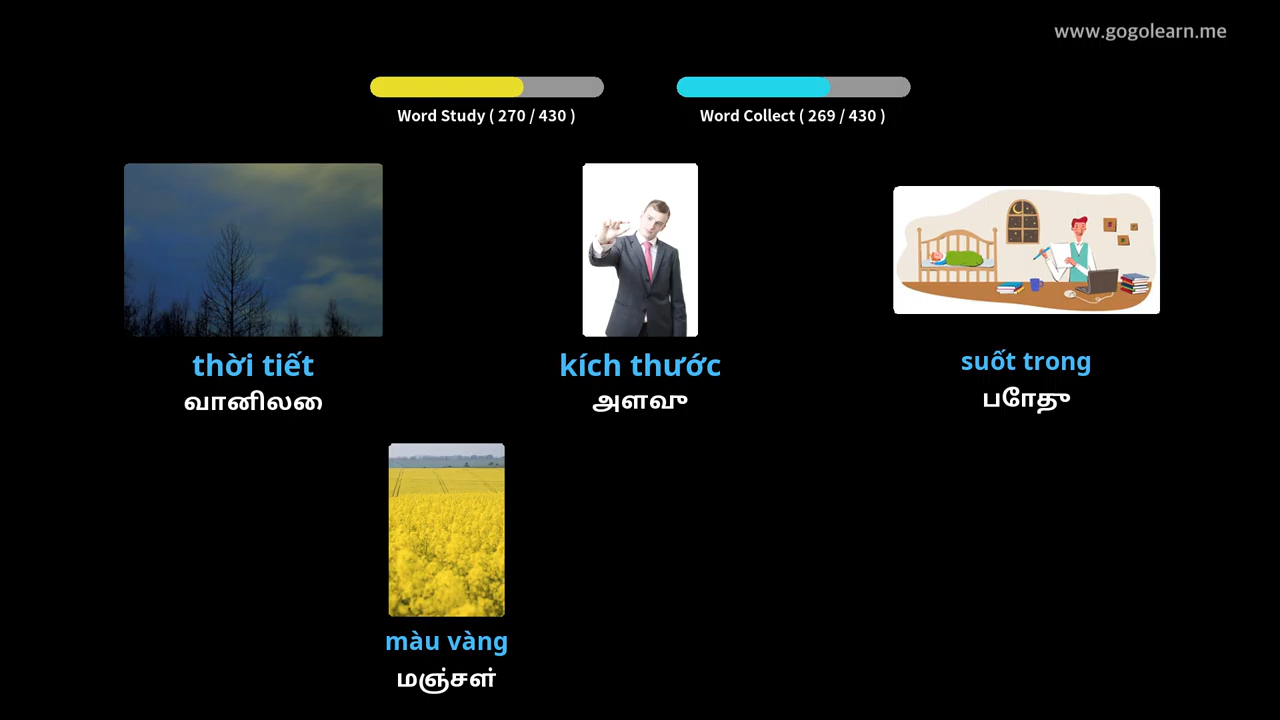 www.gogolearn.me
Word Study ( 270 / 430 )
Word Collect ( 269 / 430 )
thời tiết
வானிலை
kích thước
அளவு
suốt trong
போது
màu vàng
மஞ்சள்